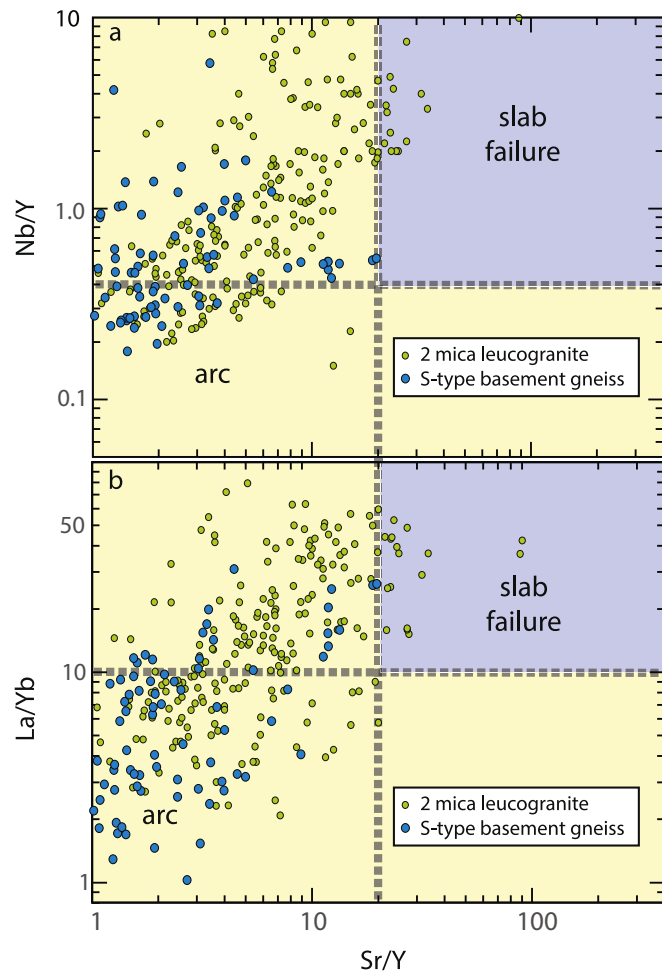 10
a
slab
failure
1.0
Nb/Y
2 mica leucogranite
S-type basement gneiss
arc
0.1
b
50
slab
failure
10
La/Yb
2 mica leucogranite
S-type basement gneiss
arc
1
1
10
100
Sr/Y